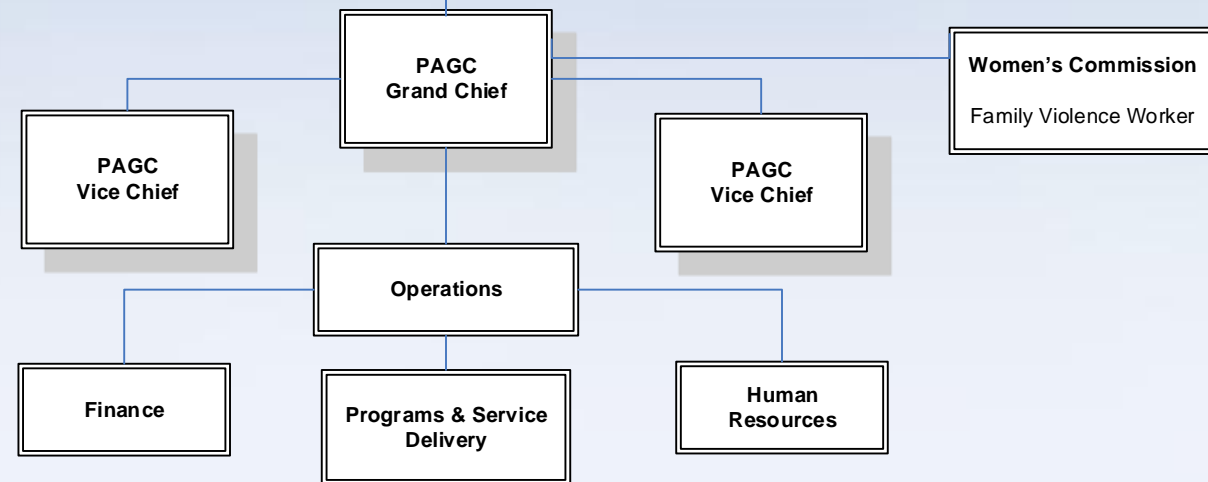 PAGC
Grand Chief
Women's Commission
Family Violence Worker
PAGC
Vice Chief
PAGC
Vice Chief
Operations
Finance
Programs & Service
Delivery
Human
Resources